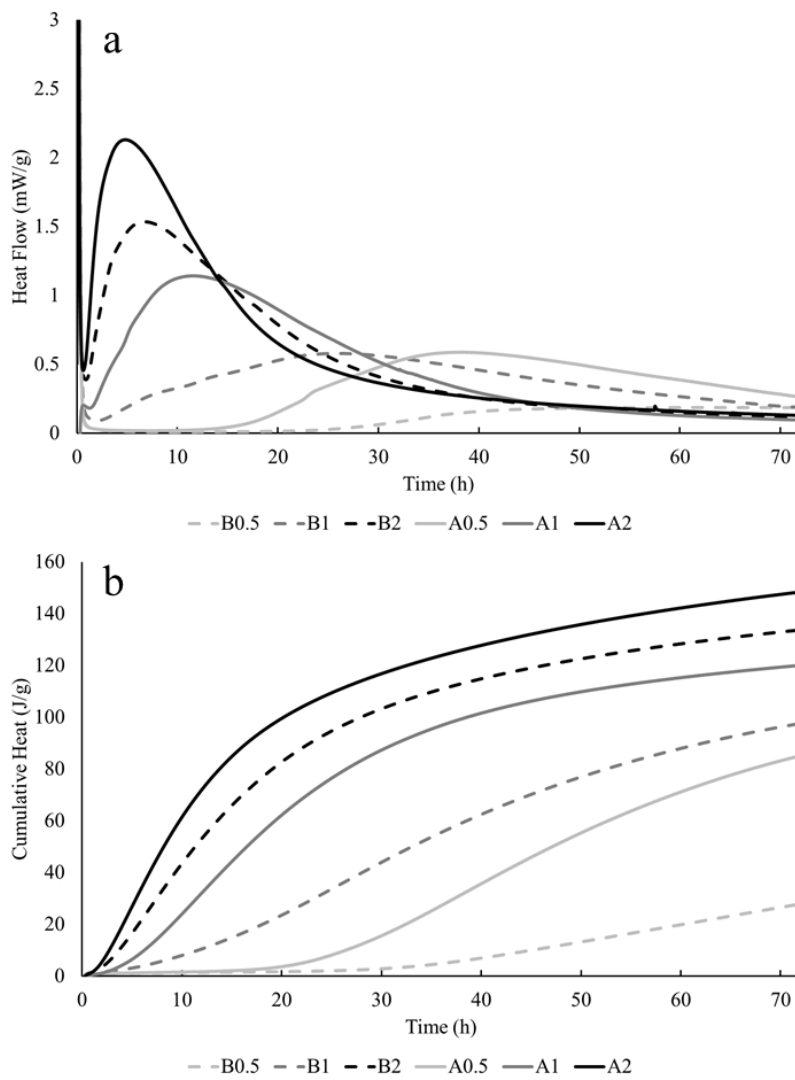 a
3
2.5
2
1.5
1
0.5
0
Heat Flow (mW/g)
0 10 20 30 40 50 60 70
Time (h)
B0.5 B1 B2 A0.5 A1 A2
b
160
140
120
100
80
60
40
20
0
Cumulative Heat (J/g)
0 10 20 30 40 50 60 70
Time (h)
B0.5 B1 B2 A0.5 A1 A2